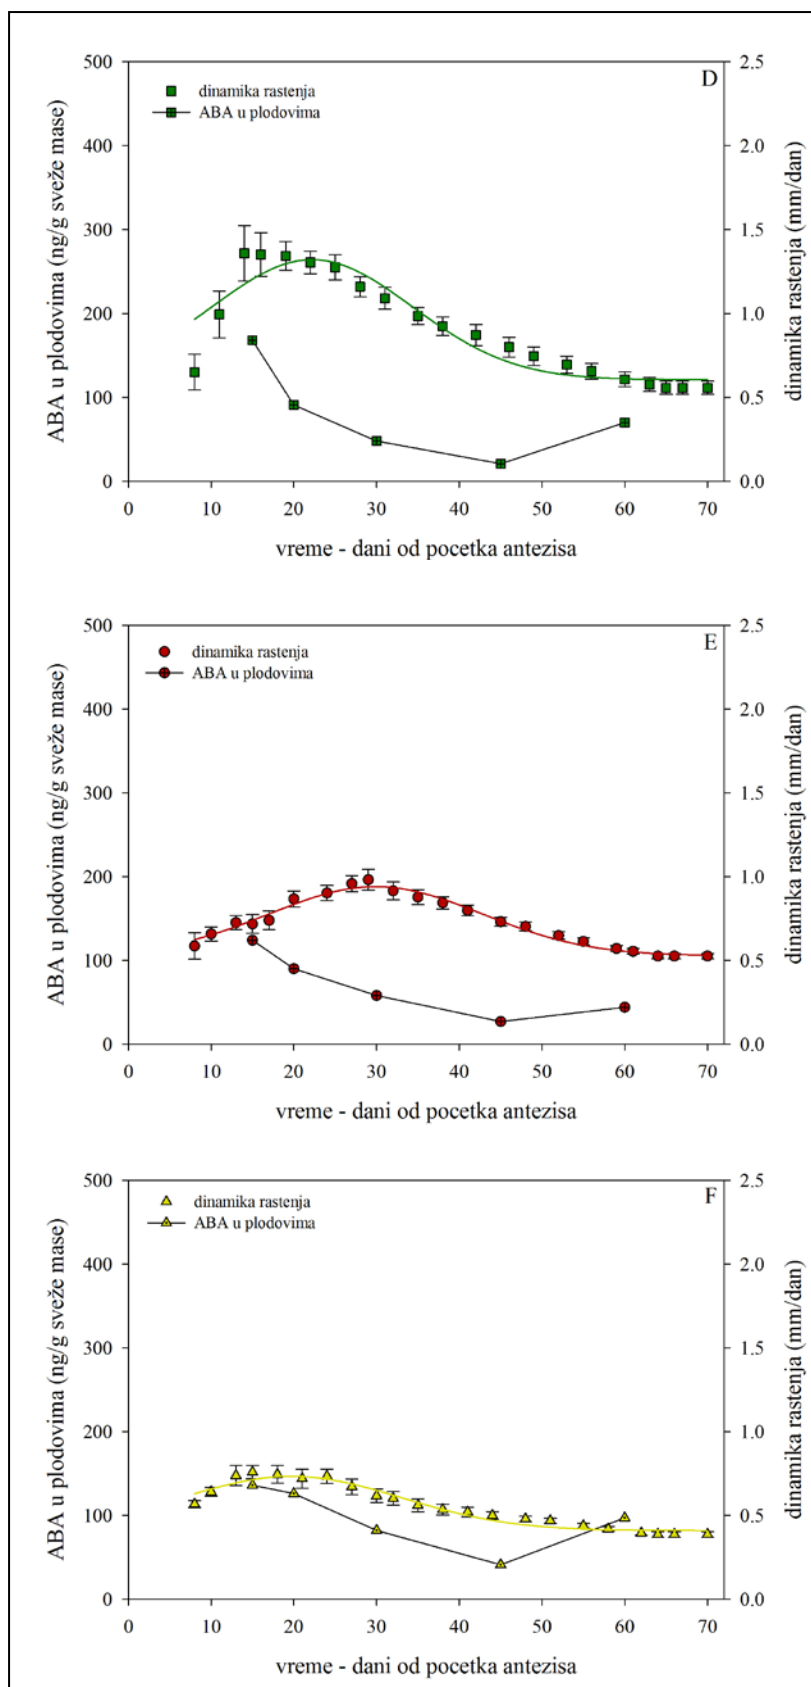 D
dinamika rastenja
ABA u plodovima
500
400
300
200
100
0
2.5
2.0
1.5
1.0
0.5
0.0
0 10 20 30 40 50 60 70
ABA u plodovima (ng/g sveže mase)
dinamika rastenja (mm/dan)
vreme - dani od pocetka antezisa
E
dinamika rastenja
ABA u plodovima
500
400
300
200
100
0
2.5
2.0
1.5
1.0
0.5
0.0
0 10 20 30 40 50 60 70
ABA u plodovima (ng/g sveže mase)
dinamika rastenja (mm/dan)
vreme - dani od pocetka antezisa
F
dinamika rastenja
ABA u plodovima
500
400
300
200
100
0
2.5
2.0
1.5
1.0
0.5
0.0
0 10 20 30 40 50 60 70
ABA u plodovima (ng/g sveže mase)
dinamika rastenja (mm/dan)
vreme - dani od pocetka antezisa